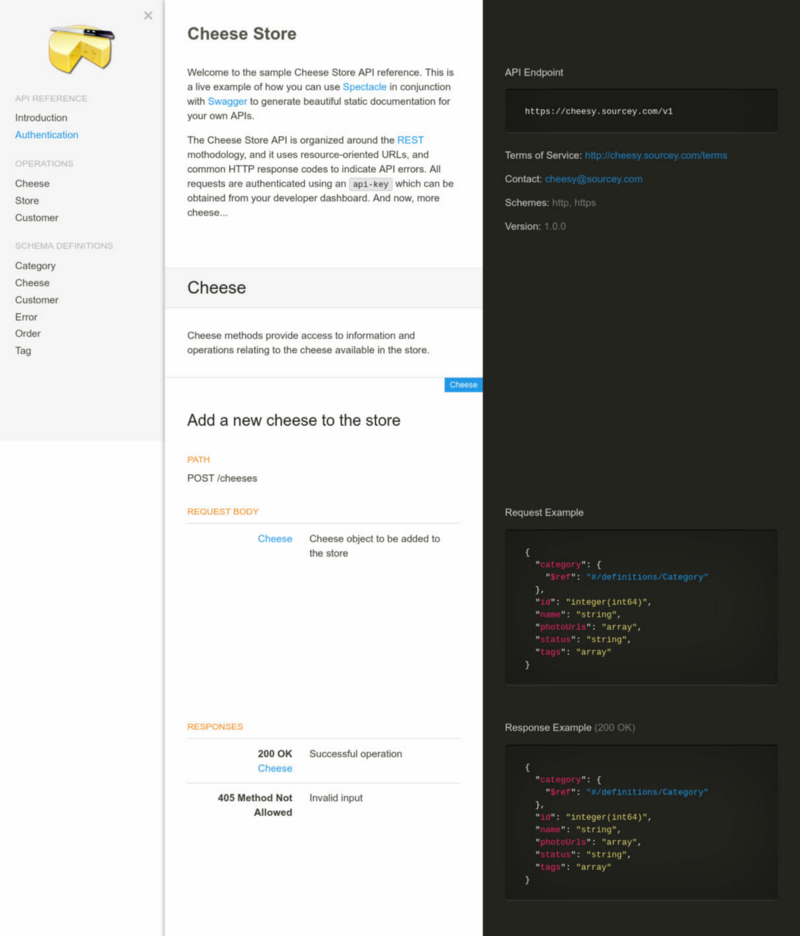 ×
API REFERENCE
Introduction
Authentication
OPERATIONS
Cheese
Store
Customer
SCHEMA DEFINITIONS
Category
Cheese
Customer
Error
Order
Tag
Cheese Store
Welcome to the sample Cheese Store API reference. This is
a live example of how you can use Spectacle in conjunction
with Swagger to generate beautiful static documentation for
your own APIs.
The Cheese Store API is organized around the REST
mothodology, and it uses resource-oriented URLs, and
common HTTP response codes to indicate API errors. All
requests are authenticated using an api-key which can be
obtained from your developer dashboard. And now, more
cheese...
API Endpoint
https://cheesy.sourcey.com/v1
Terms of Service: http://cheesy.sourcey.com/terms
Contact: cheesy@sourcey.com
Schemes: http, https
Version: 1.0.0
Cheese
Cheese methods provide access to information and
operations relating to the cheese available in the store.
Cheese
Add a new cheese to the store
PATH
POST /cheeses
REQUEST BODY
Cheese Cheese object to be added to
the store
Request Example
{
"category": {
"$ref": "#/definitions/Category"
},
"id": "integer(int64)",
"name": "string",
"photoUrls": "array",
"status": "string",
"tags": "array"
}
RESPONSES
200 OK Successful operation
Cheese
405 Method Not Invalid input
Allowed
Response Example (200 OK)
{
"category": {
"$ref": "#/definitions/Category"
},
"id": "integer(int64)",
"name": "string",
"photoUrls": "array",
"status": "string",
"tags": "array"
}